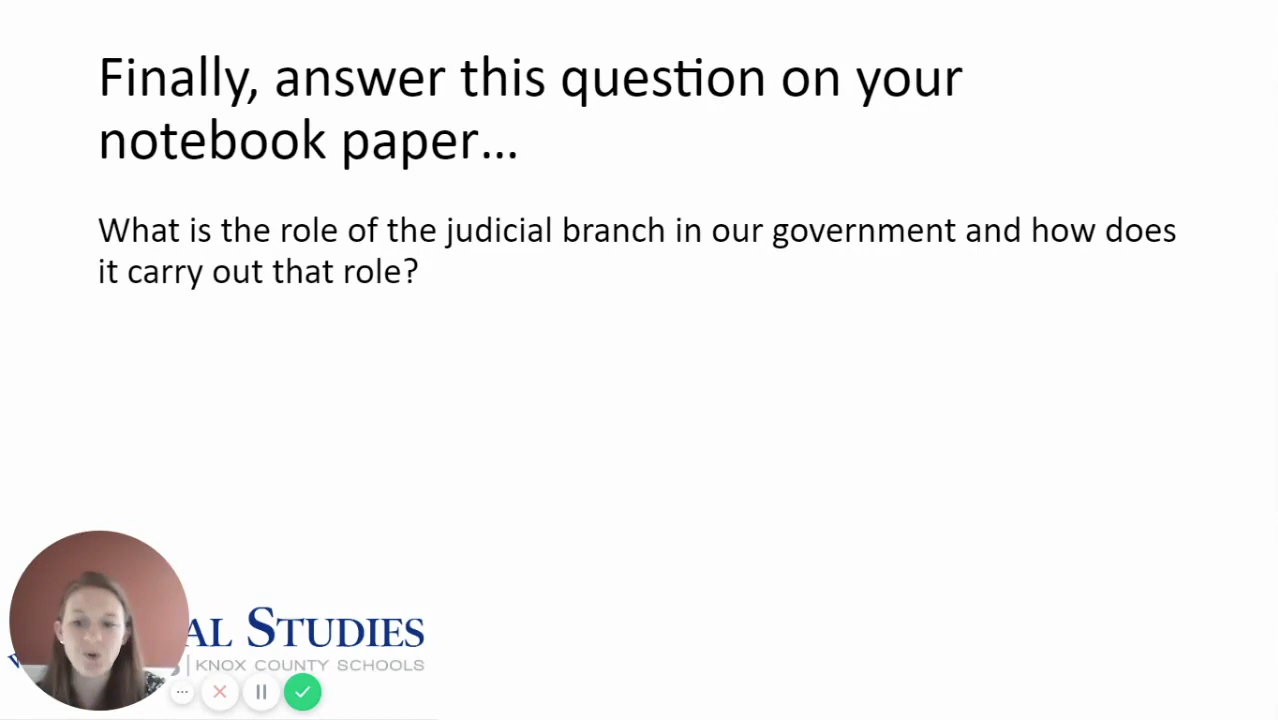 Finally, answer this question on your
notebook paper...
What is the role of the judicial branch in our government and how does
it carry out that role?
AL STUDIES
| KNOX COUNTY SCHOOLS